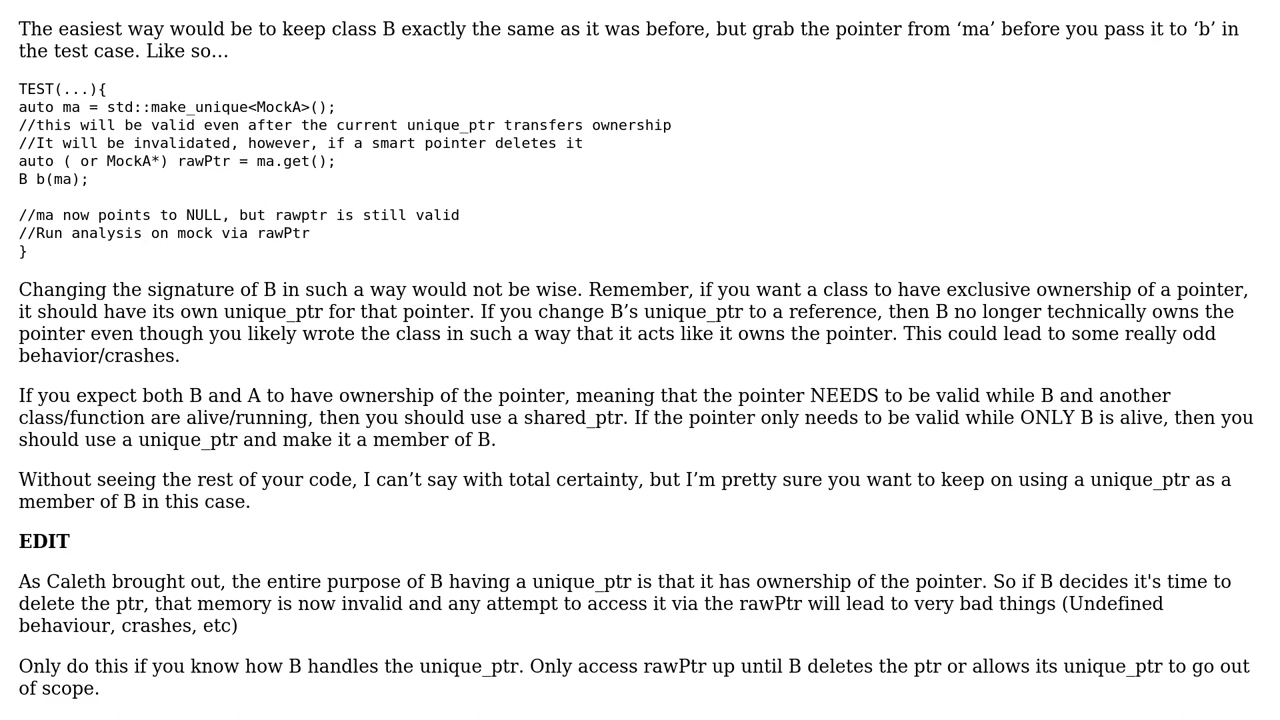 The easiest way would be to keep class B exactly the same as it was before, but grab the pointer from ‘ma’ before you pass it to ‘b’ in
the test case. Like so…
TEST(...){
auto ma = std::make_unique<MockA>();
//this will be valid even after the current unique_ptr transfers ownership
//It will be invalidated, however, if a smart pointer deletes it
auto ( or MockA*) rawPtr = ma.get();
B b(ma);
//ma now points to NULL, but rawptr is still valid
//Run analysis on mock via rawPtr
}
Changing the signature of B in such a way would not be wise. Remember, if you want a class to have exclusive ownership of a pointer,
it should have its own unique_ptr for that pointer. If you change B’s unique_ptr to a reference, then B no longer technically owns the
pointer even though you likely wrote the class in such a way that it acts like it owns the pointer. This could lead to some really odd
behavior/crashes.
If you expect both B and A to have ownership of the pointer, meaning that the pointer NEEDS to be valid while B and another
class/function are alive/running, then you should use a shared_ptr. If the pointer only needs to be valid while ONLY B is alive, then you
should use a unique_ptr and make it a member of B.
Without seeing the rest of your code, I can’t say with total certainty, but I’m pretty sure you want to keep on using a unique_ptr as a
member of B in this case.
EDIT
As Caleth brought out, the entire purpose of B having a unique_ptr is that it has ownership of the pointer. So if B decides it's time to
delete the ptr, that memory is now invalid and any attempt to access it via the rawPtr will lead to very bad things (Undefined
behaviour, crashes, etc)
Only do this if you know how B handles the unique_ptr. Only access rawPtr up until B deletes the ptr or allows its unique_ptr to go out
of scope.